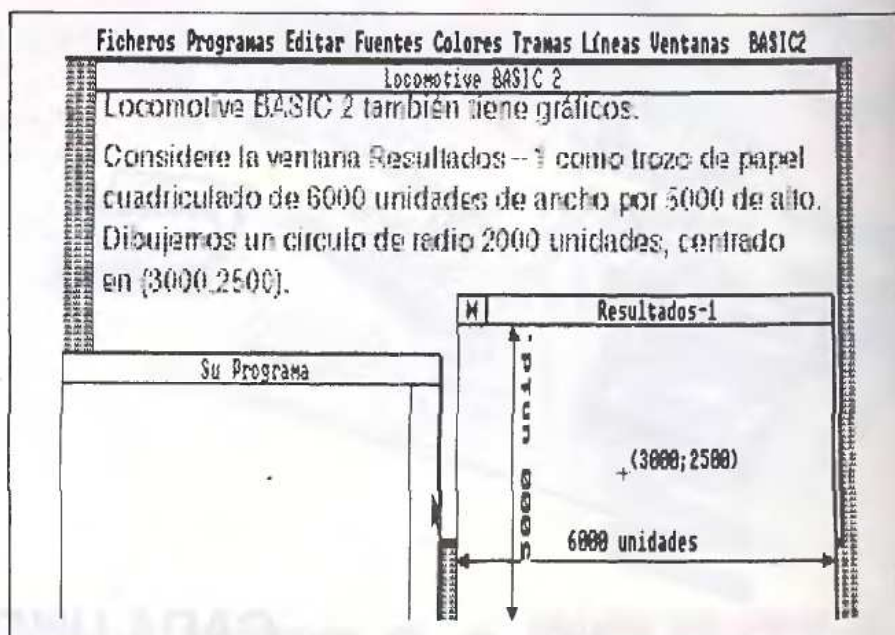 Ficheros Programas Editar Fuentes Colores Tramas Líneas Ventanas BASIC2
Locomotive BASIC 2
Locomotive BASIC 2 también tiene gráficos.
Considere la ventana Resultados-1 como trozo de papel
cuadriculado de 6000 unidades de ancho por 5000 de alto.
Dibujemos un círculo de radio 2000 unidades, centrado
en (3000,2500).
Resultados-1
Su Programa
5000 unid.
(3000;2500)
6000 unidades